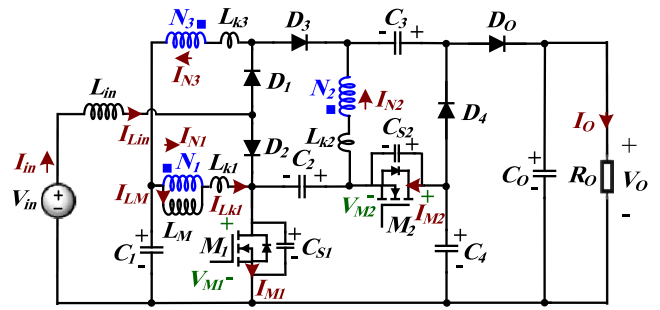 N3 Lk3 D3 C3 DO
- +
IN3
Lin D1 N2 IN2 D4
ILin
IN1 Lk2 CS2 IO
- +
Iin N1 Lk1 D2 C2 +
- +
ILM ILk1 VM2- + IM2 CO RO VO
+ -
Vin LM M2 -
+ -
C1 + - M1 + CS1 + - C4 + -
VM1- IM1